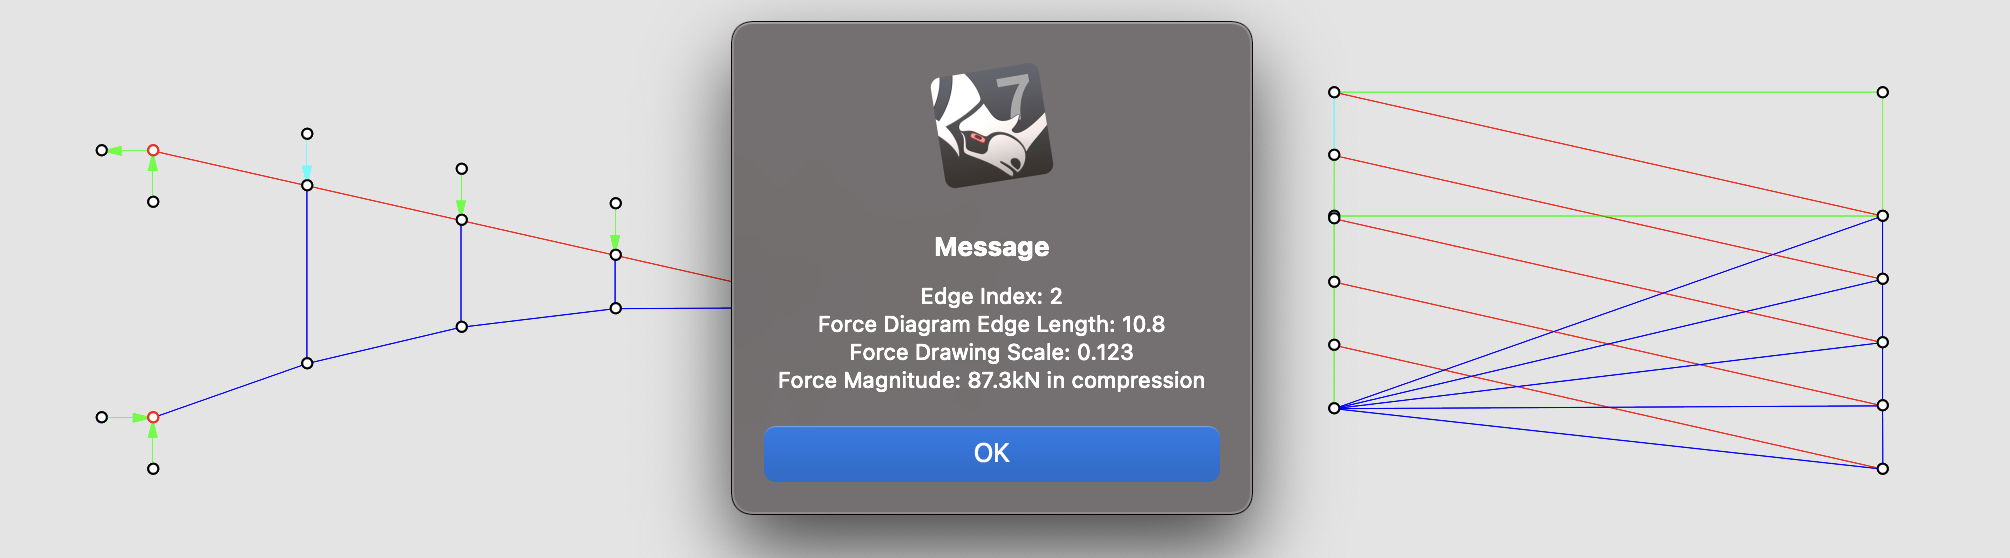 7
Message
Edge Index: 2
Force Diagram Edge Length: 10.8
Force Drawing Scale: 0.123
Force Magnitude: 87.3kN in compression
OK